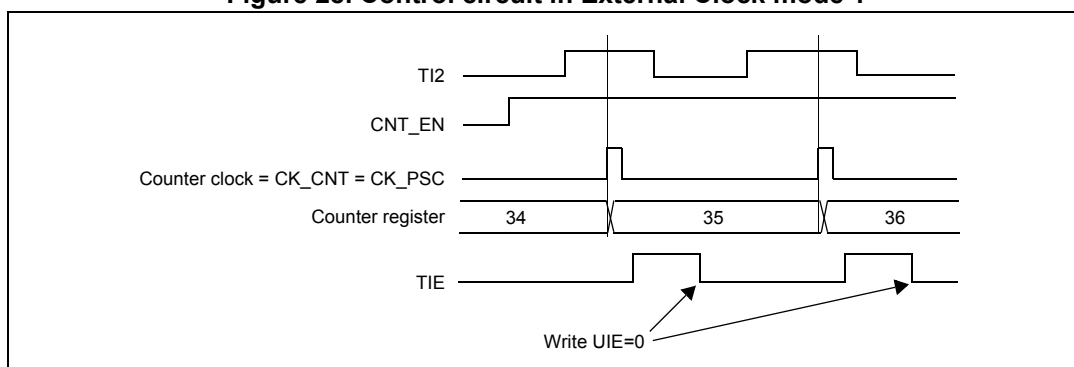 Figure Control circuit in External Clock mode 1
TI2
CNT_EN
Counter clock = CK_CNT = CK_PSC
Counter register 34 35 36
TIE
Write UIE=0